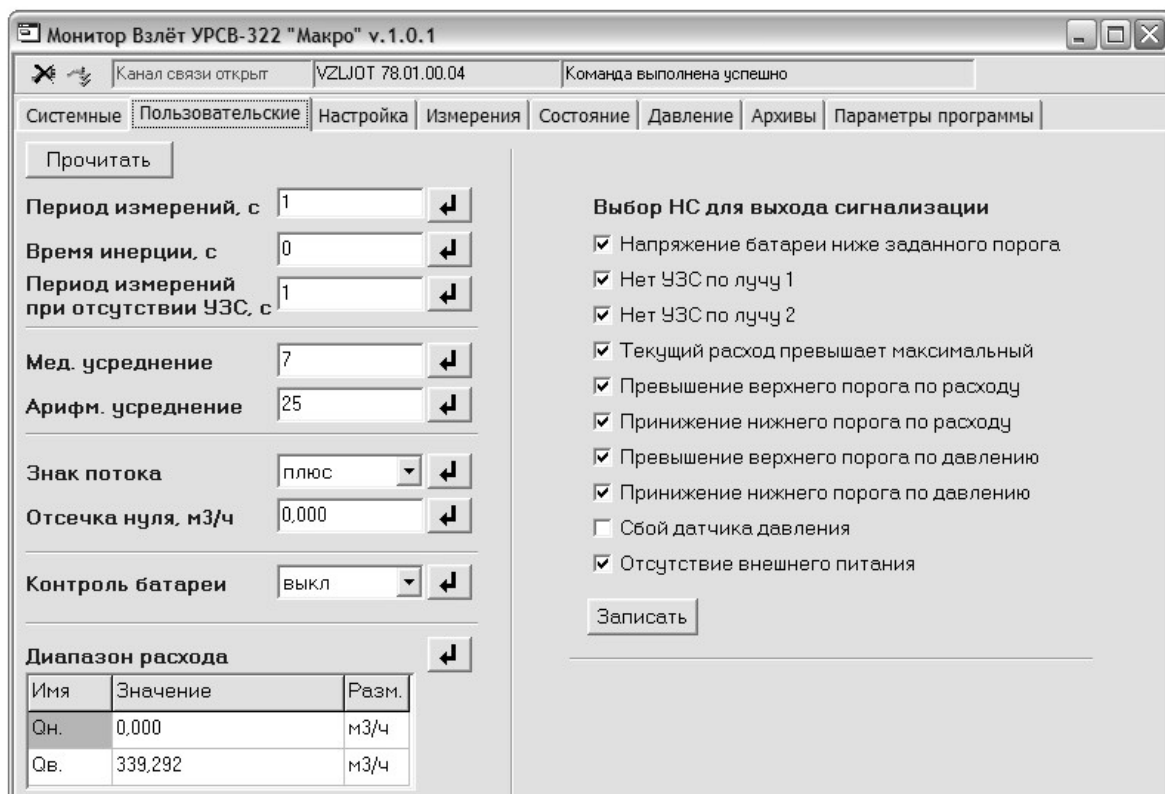 Монитор Взлёт УРСВ-322 "Макро" v.1.0.1
Канал связи открыт VZLJOT 78.01.00.04 Команда выполнена успешно
Системные Пользовательские Настройка Измерения Состояние Давление Архивы Параметры программы
Прочитать
Период измерений, с 1
Время инерции, с 0
Период измерений
при отсутствии УЗС, с 1
Мед. усреднение 7
Арифм. усреднение 25
Знак потока плюс
Отсечка нуля, м3/ч 0,000
Контроль батареи выкл
Диапазон расхода
Имя Значение Разм.
Qн. 0,000 м3/ч
Qв. 339,292 м3/ч
Выбор НС для выхода сигнализации
Напряжение батареи ниже заданного порога
Нет УЗС по лучу 1
Нет УЗС по лучу 2
Текущий расход превышает максимальный
Превышение верхнего порога по расходу
Принижение нижнего порога по расходу
Превышение верхнего порога по давлению
Принижение нижнего порога по давлению
Сбой датчика давления
Отсутствие внешнего питания
Записать